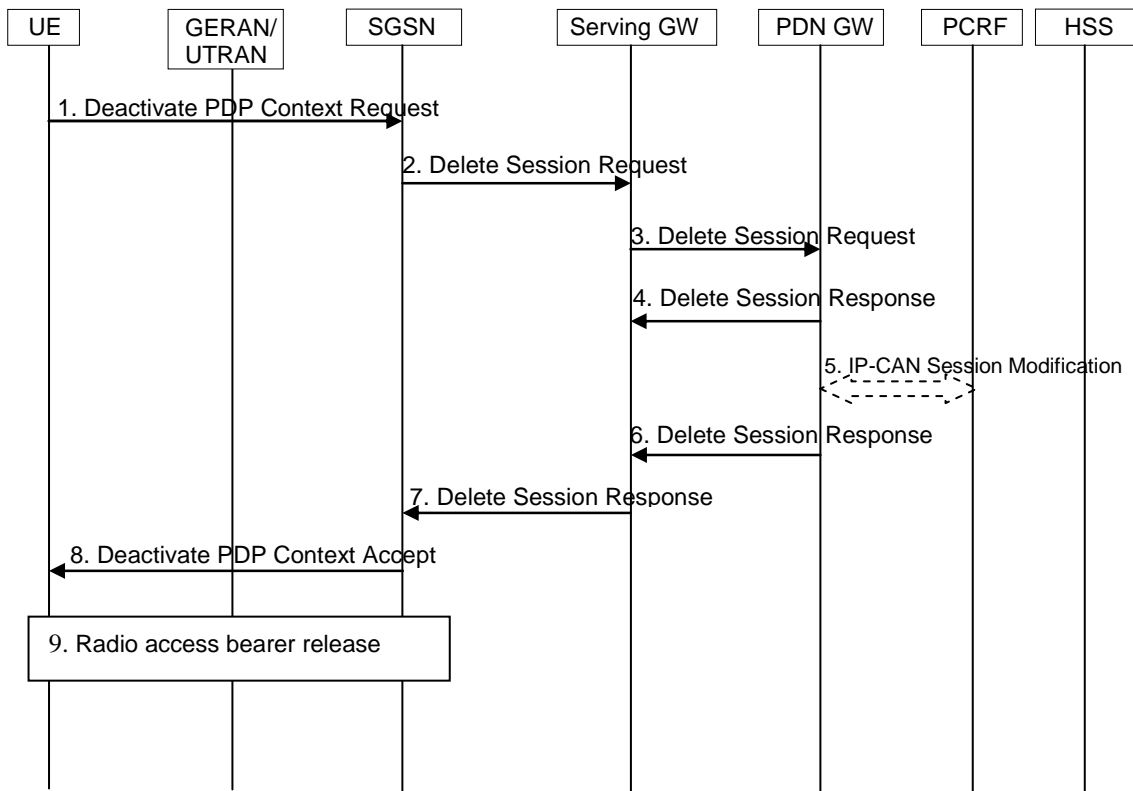 UE
GERAN/
UTRAN
SGSN
Serving GW
PDN GW
PCRF
HSS
1. Deactivate PDP Context Request
2. Delete Session Request
3. Delete Session Request
4. Delete Session Response
5. IP-CAN Session Modification
6. Delete Session Response
7. Delete Session Response
8. Deactivate PDP Context Accept
9. Radio access bearer release